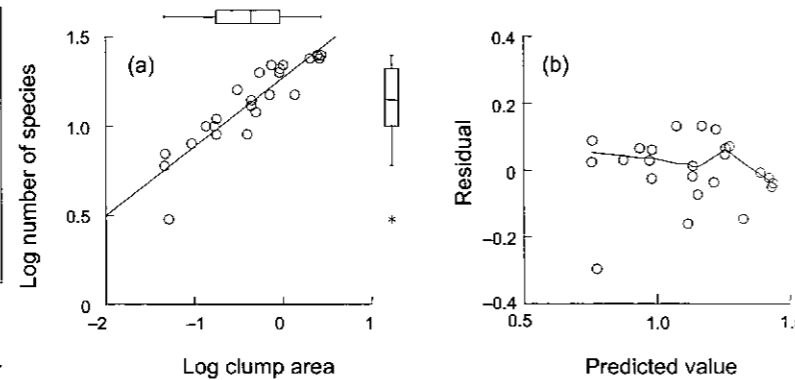 (a)
Log number of species
1.5
1.0
0.5
0
−2
−1
0
1
Log clump area
*
(b)
Residual
0.4
0.2
0
−0.2
−0.4
0.5
1.0
Predicted value